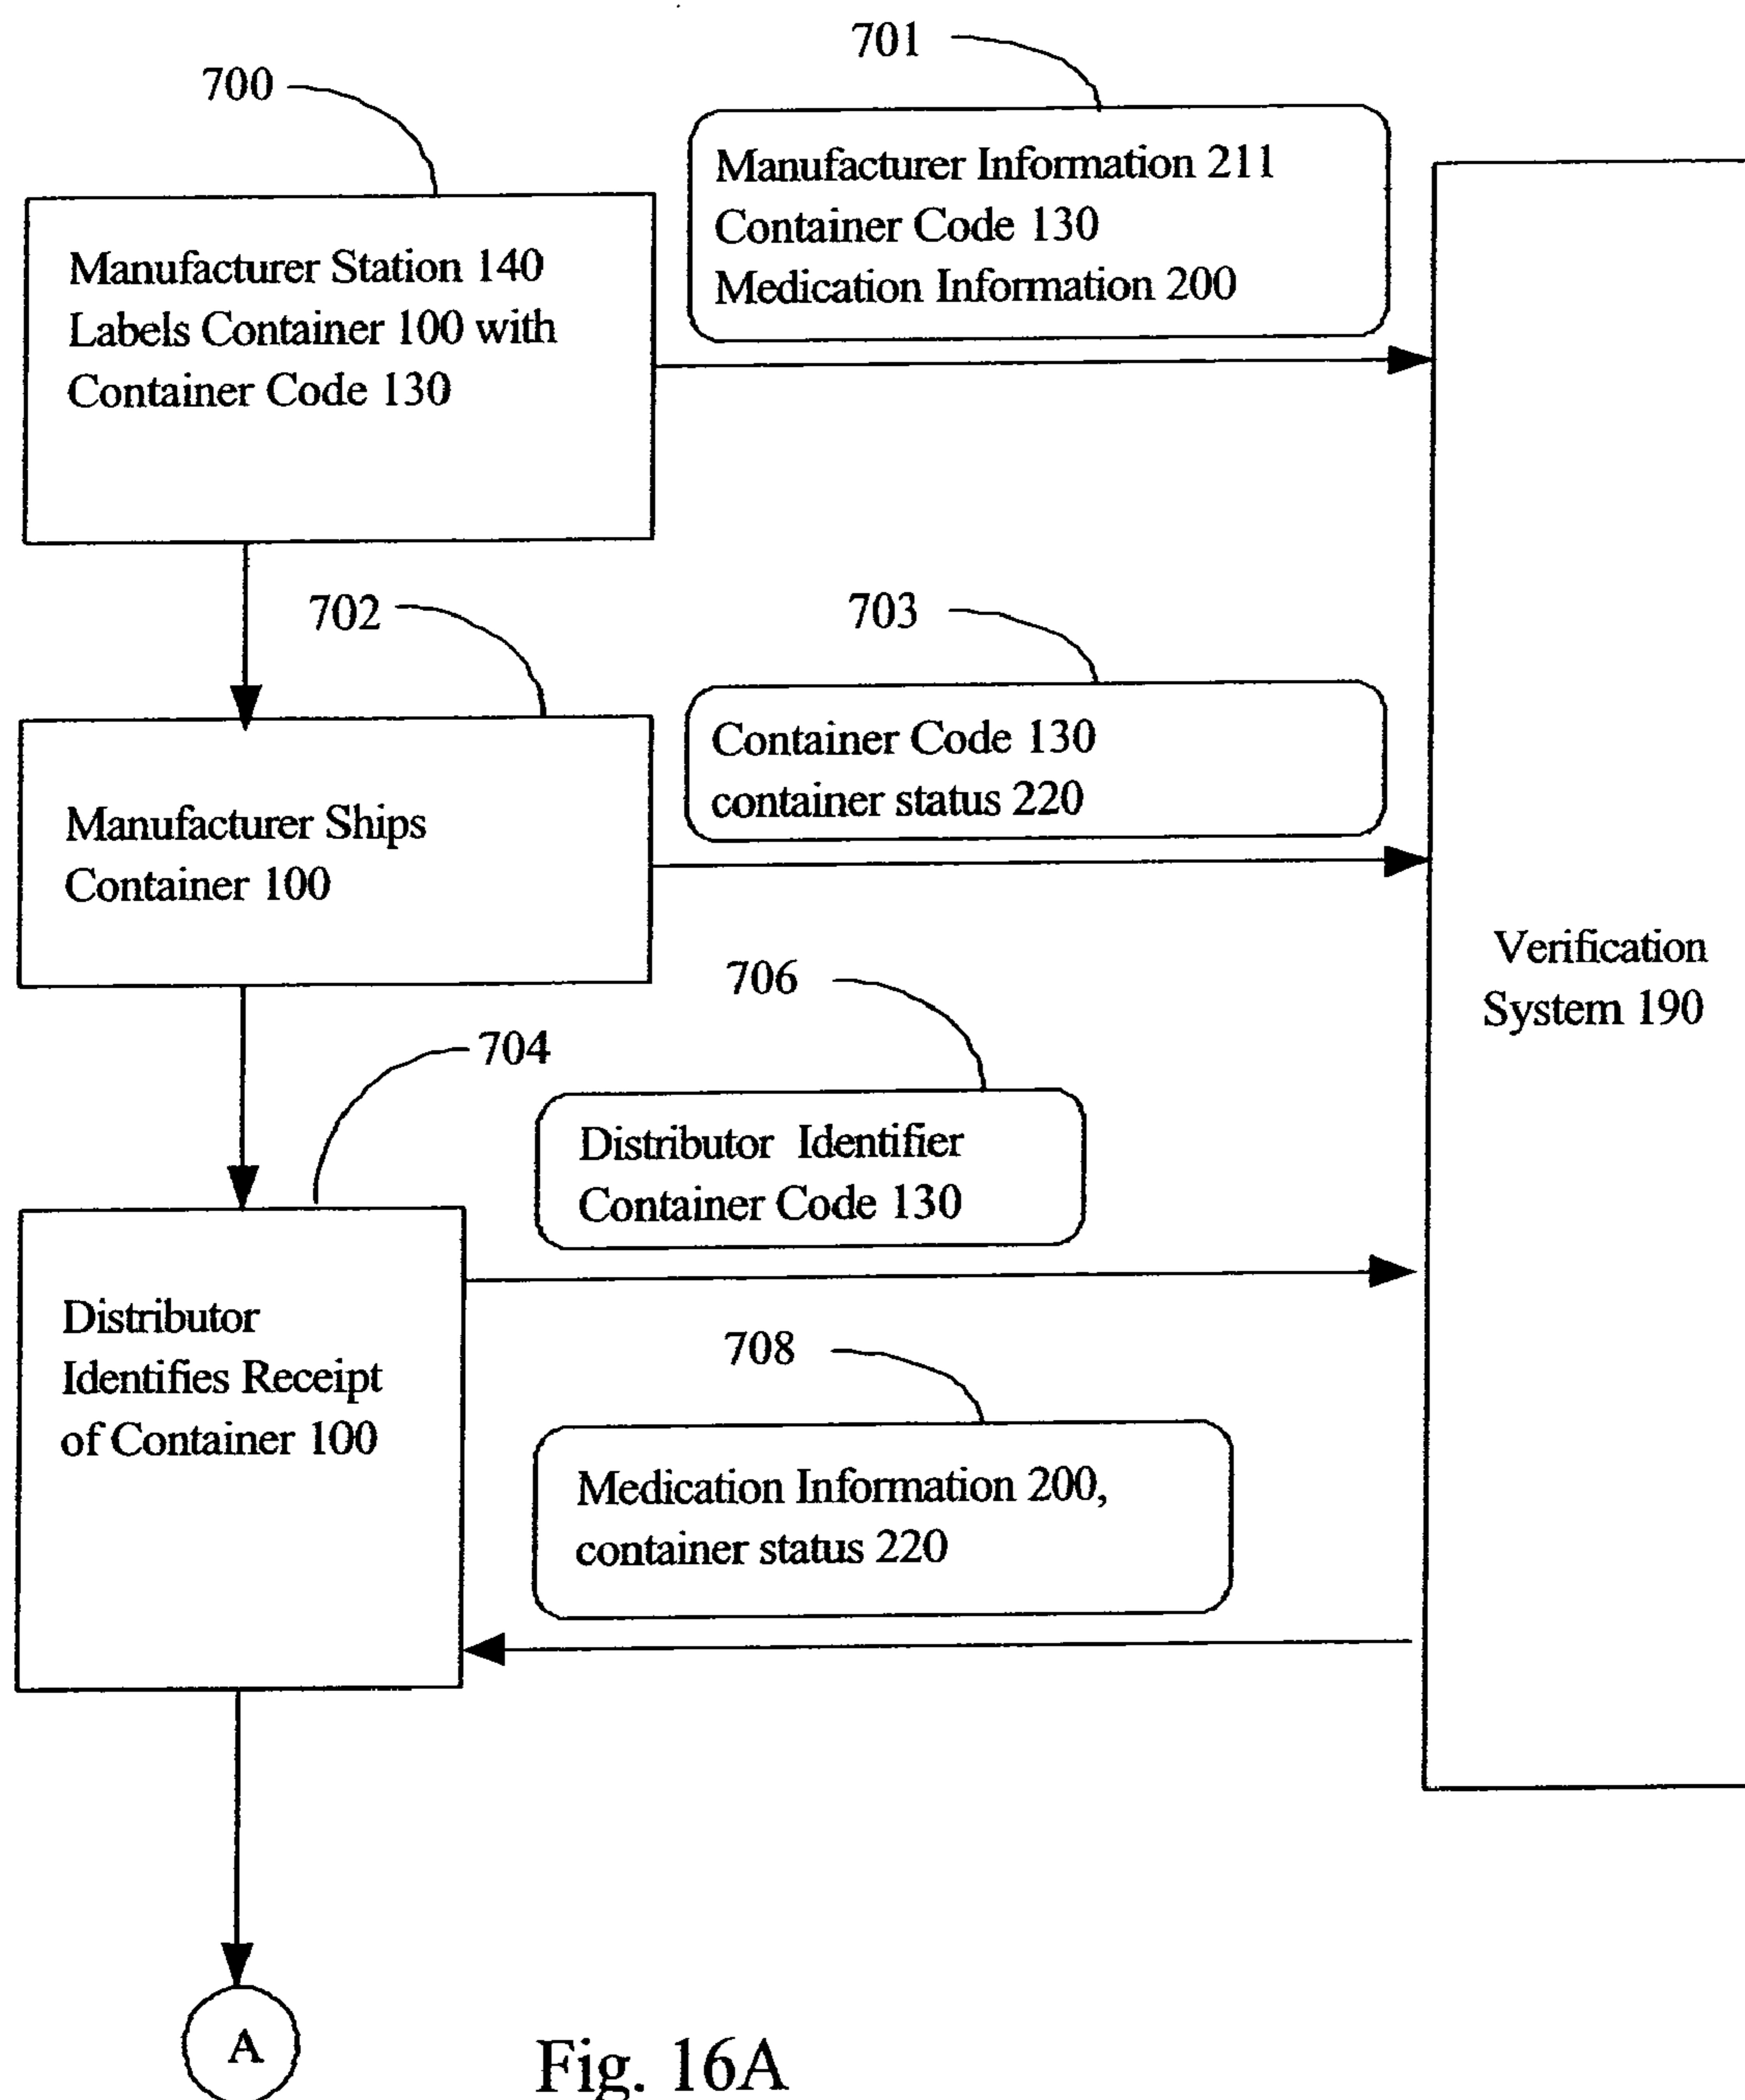 701
700
Manufacturer Information 211
Container Code 130
Medication Information 200
Manufacturer Station 140
Labels Container 100 with
Container Code 130
702
703
Container Code 130
container status 220
Manufacturer Ships
Container 100
Verification
System 190
706
704
Distributor Identifier
Container Code 130
Distributor
Identifies Receipt
of Container 100
708
Medication Information 200,
container status 220
A
Fig. 16A